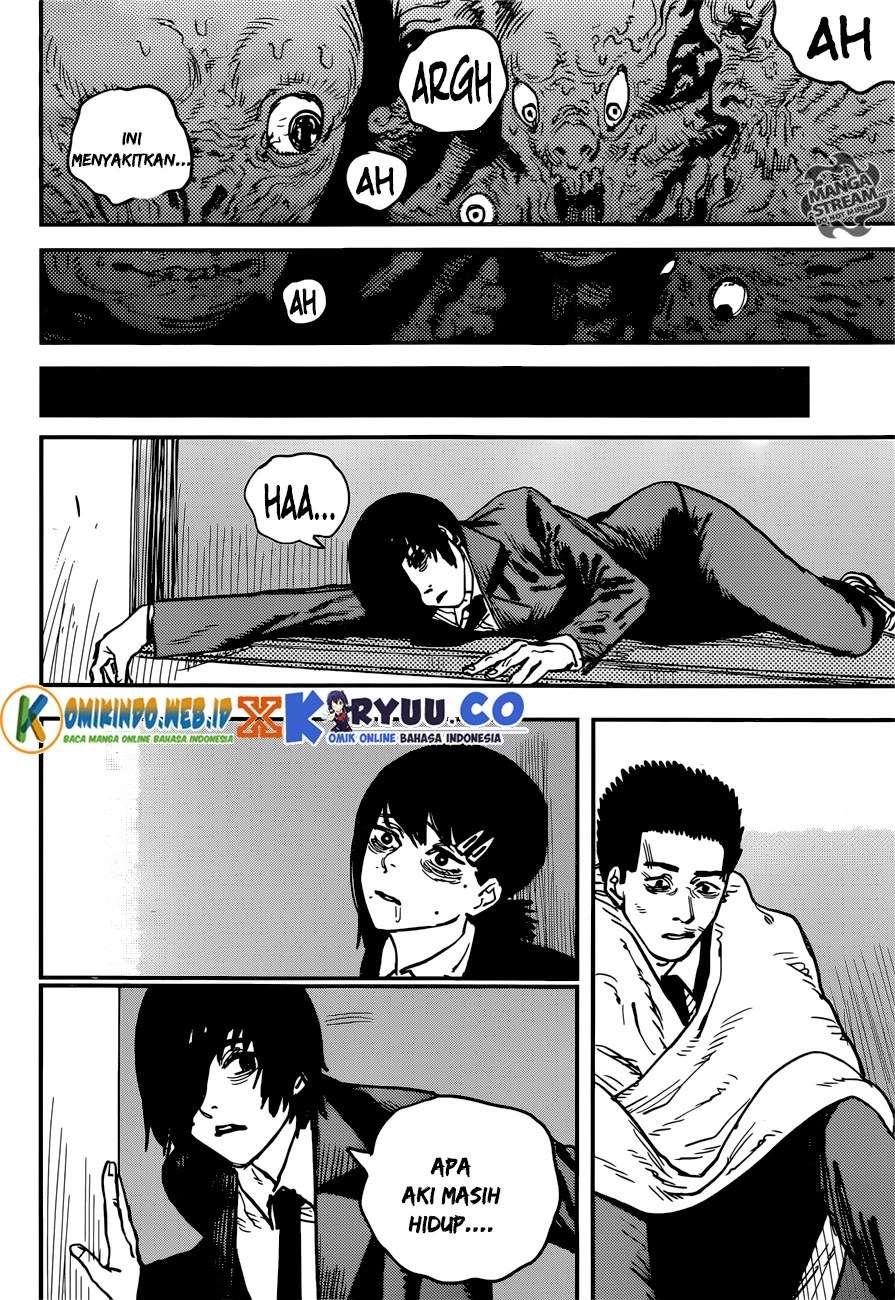 AH
ARGH
INI
MENYAKITKAN...
AH
MANGA
STREAM
AH
HAA...
KOMIKINDO.WEB.ID X KIRYUU.CO
BACA MANGA ONLINE BAHASA INDONESIA
KOMIK ONLINE BAHASA INDONESIA
APA
AKI MASIH
HIDUP....